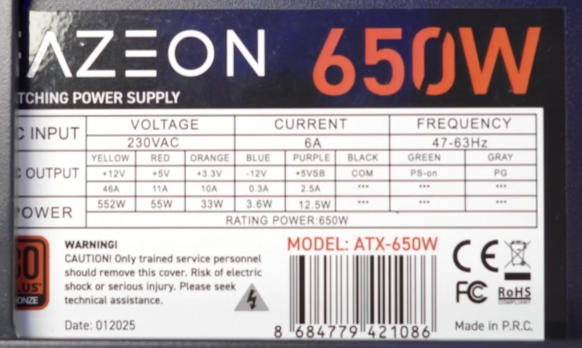 AZEON 650W
TCHING POWER SUPPLY
C INPUT VOLTAGE CURRENT FREQUENCY
230VAC 6A 47-63Hz
C OUTPUT YELLOW RED ORANGE BLUE PURPLE BLACK GREEN GRAY
+12V +5V +3.3V -12V +5VSB COM PS-on PG
46A 11A 10A 0.3A 2.5A *** *** ***
POWER 552W 55W 33W 3.6W 12.5W *** *** ***
RATING POWER:650W
80
PLUS
ONZE
WARNING!
CAUTION! Only trained service personnel
should remove this cover. Risk of electric
shock or serious injury. Please seek
technical assistance.
Date: 012025
MODEL: ATX-650W
8 684779 421086
CE
FC RoHS
COMPLIANT
Made in P.R.C.